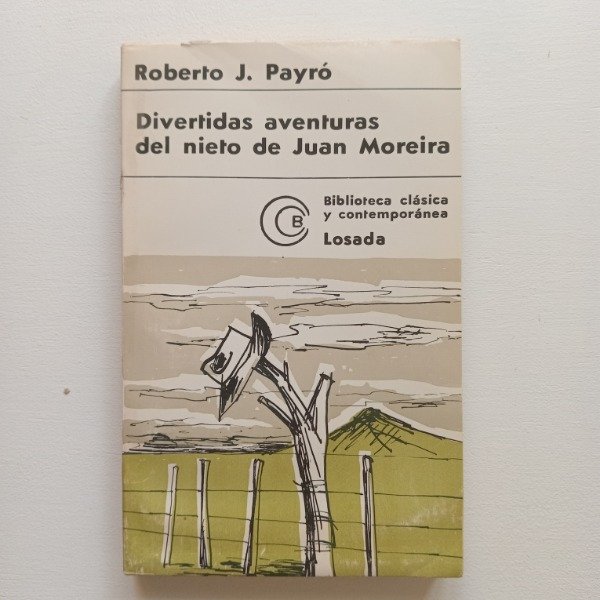 Roberto J. Payró
Divertidas aventuras
del nieto de Juan Moreira
B
Biblioteca clásica
y contemporánea
Losada